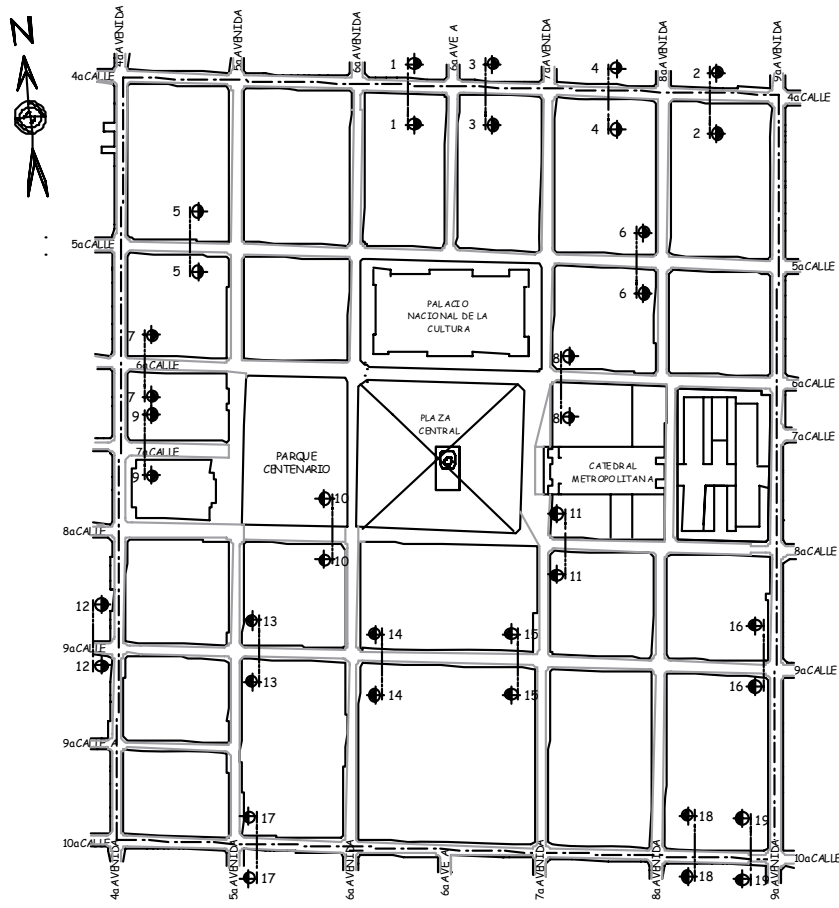 N
4a AVENIDA
5a AVENIDA
6a AVENIDA
6a AVE A
7a AVENIDA
8a AVENIDA
9a AVENIDA
4a CALLE
1
3
4
2
4a CALLE
1
3
4
2
5
6
5a CALLE
5
6
5a CALLE
PALACIO
NACIONAL DE LA
CULTURA
7
8
6a CALLE
6a CALLE
7
9
8
PLAZA
CENTRAL
7a CALLE
7a CALLE
PARQUE
CENTENARIO
CATEDRAL
METROPOLITANA
9
10
11
8a CALLE
8a CALLE
10
11
12
13
14
15
16
9a CALLE
9a CALLE
12
13
14
15
16
9a CALLE A
17
18
19
10a CALLE
10a CALLE
17
18
19
4a AVENIDA
5a AVENIDA
6a AVENIDA
6a AVE A
7a AVENIDA
8a AVENIDA
9a AVENIDA